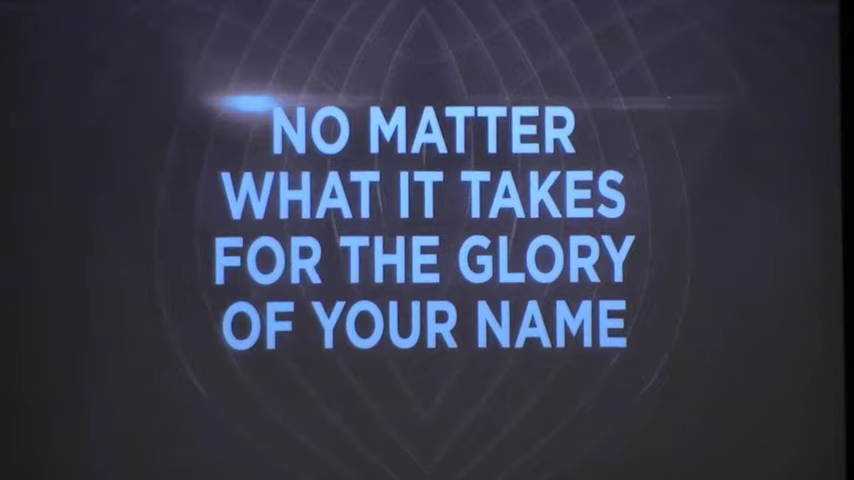 NO MATTER
WHAT IT TAKES
FOR THE GLORY
OF YOUR NAME